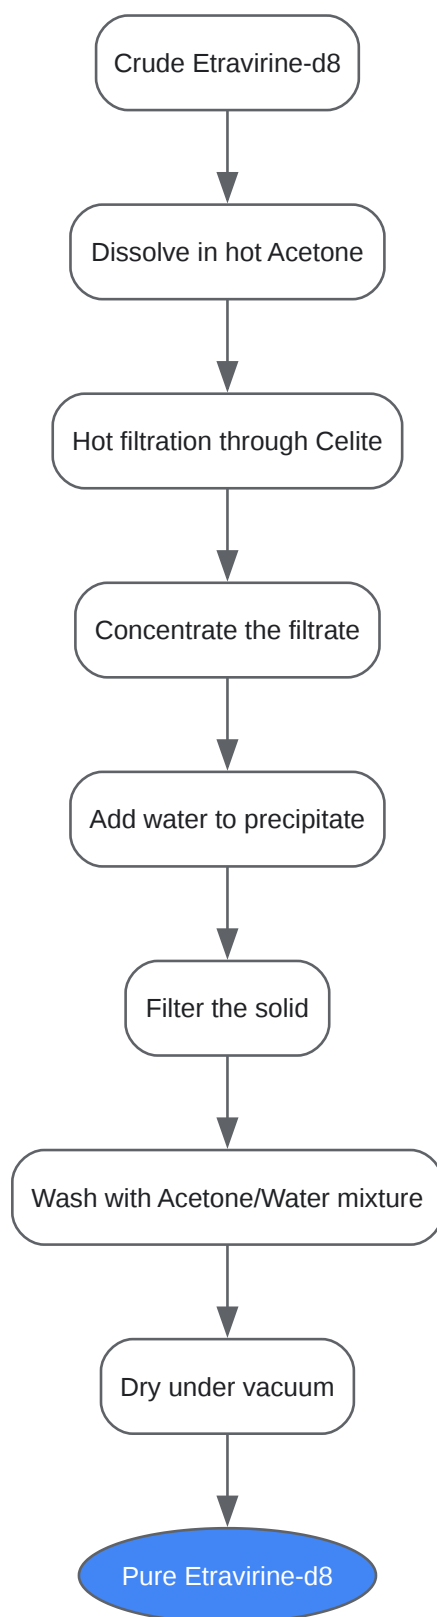 Crude Etravirine-d8
Dissolve in hot Acetone
Hot filtration through Celite
Concentrate the filtrate
Add water to precipitate
Filter the solid
Wash with Acetone/Water mixture
Dry under vacuum
Pure Etravirine-d8